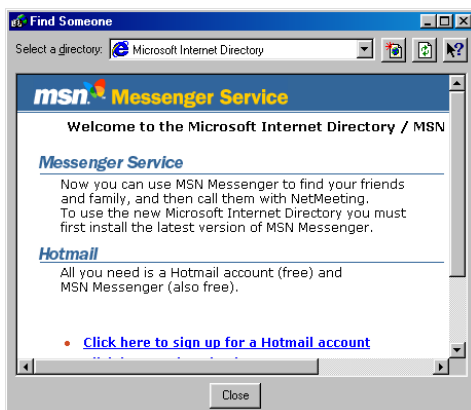 Find Someone
Select a directory: Microsoft Internet Directory
msn Messenger Service
Welcome to the Microsoft Internet Directory / MSN
Messenger Service
Now you can use MSN Messenger to find your friends
and family, and then call them with NetMeeting.
To use the new Microsoft Internet Directory you must
first install the latest version of MSN Messenger.
Hotmail
All you need is a Hotmail account (free) and
MSN Messenger (also free).
Click here to sign up for a Hotmail account
Close